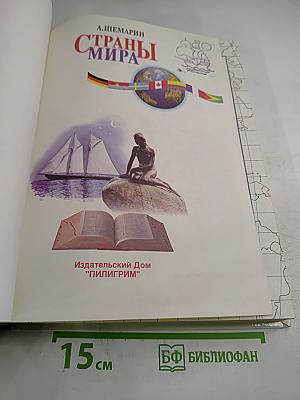 А.ШЕМАРИН
СТРАНЫ
МИРА
Издательский Дом
"ПИЛИГРИМ"
15 см
БФ БИБЛИОФАН